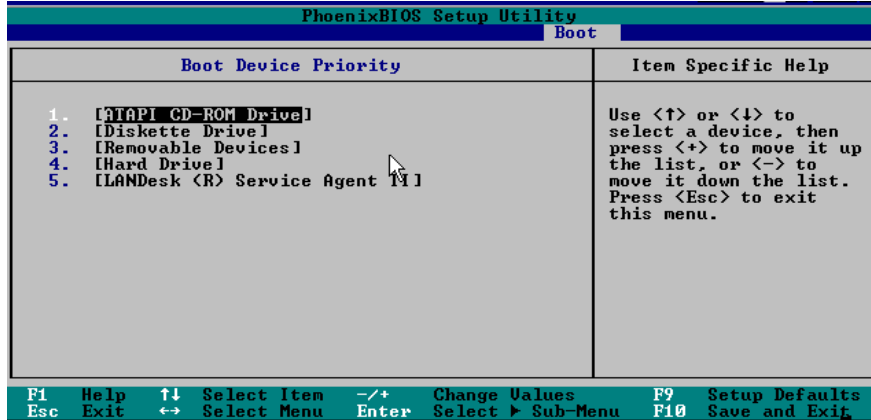 PhoenixBIOS Setup Utility
Boot
Boot Device Priority
Item Specific Help
1. [ATAPI CD-ROM Drive]
2. [Diskette Drive]
3. [Removable Devices]
4. [Hard Drive]
5. [LANDesk (R) Service Agent II]
Use <↑> or <↓> to
select a device, then
press <+> to move it up
the list, or <-> to
move it down the list.
Press <Esc> to exit
this menu.
F1 Help ↑↓ Select Item -/+ Change Values F9 Setup Defaults
Esc Exit ↔ Select Menu Enter Select ▶ Sub-Menu F10 Save and Exit